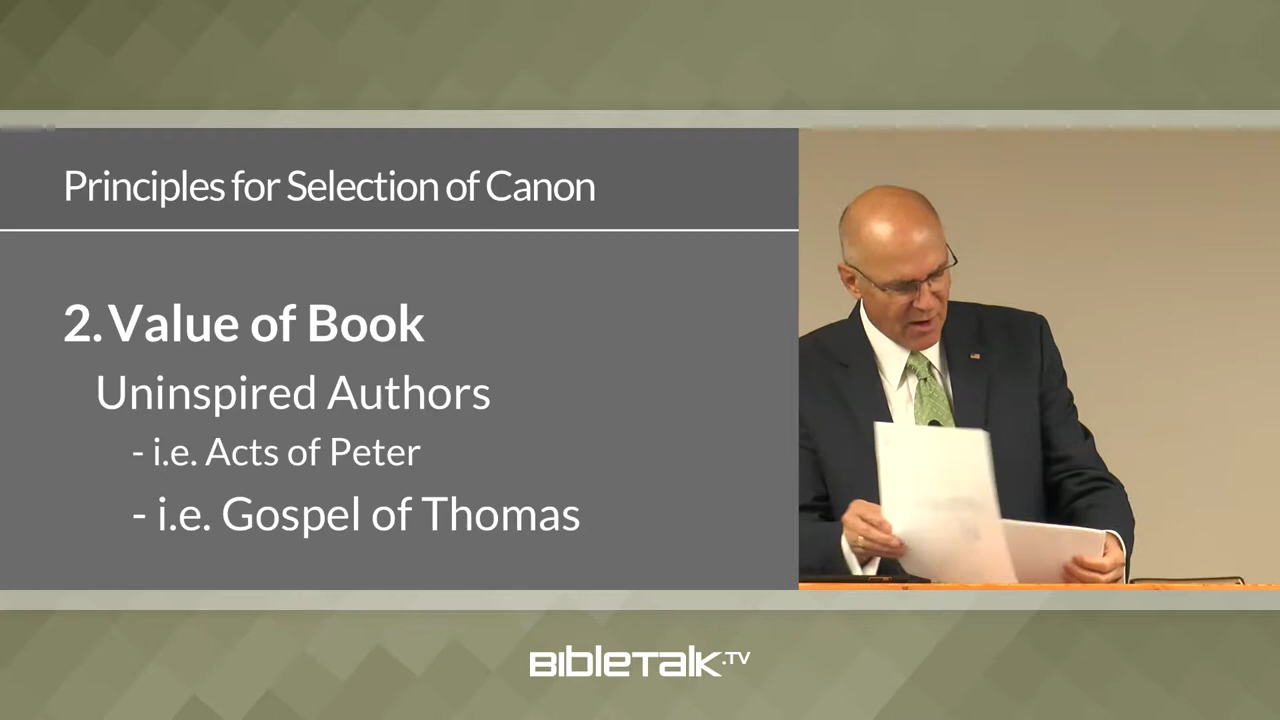 Principles for Selection of Canon
2. Value of Book
Uninspired Authors
- i.e. Acts of Peter
- i.e. Gospel of Thomas
BibleTalk.TV